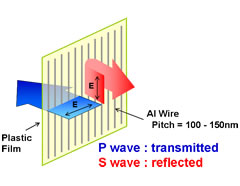 E
E
Al Wire
Pitch = 100 - 150nm
Plastic
Film
P wave : transmitted
S wave : reflected